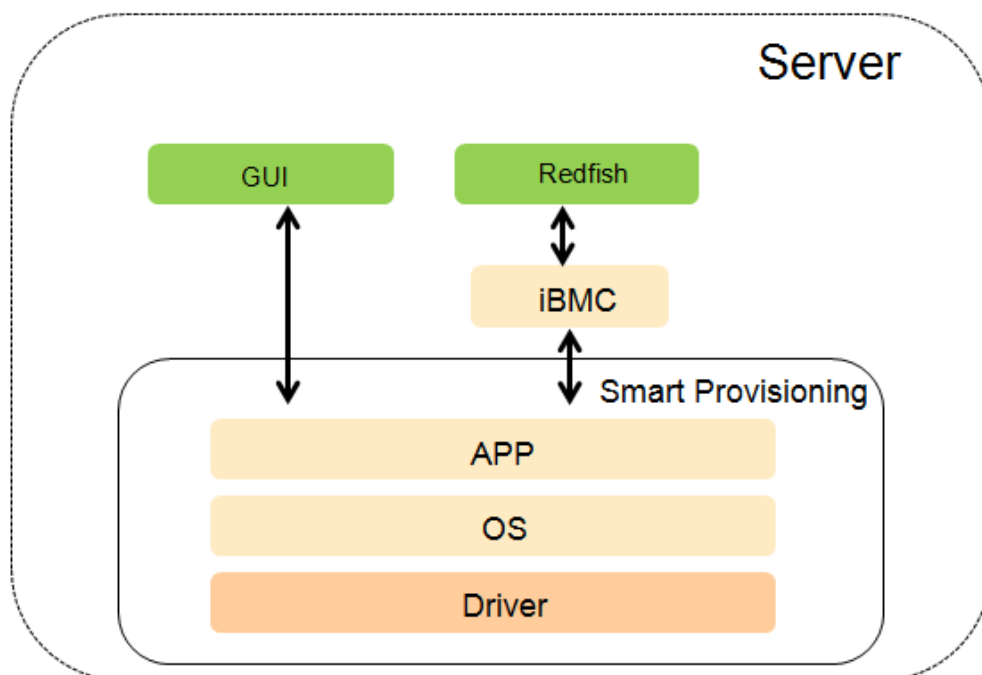 Server
GUI
Redfish
iBMC
Smart Provisioning
APP
OS
Driver